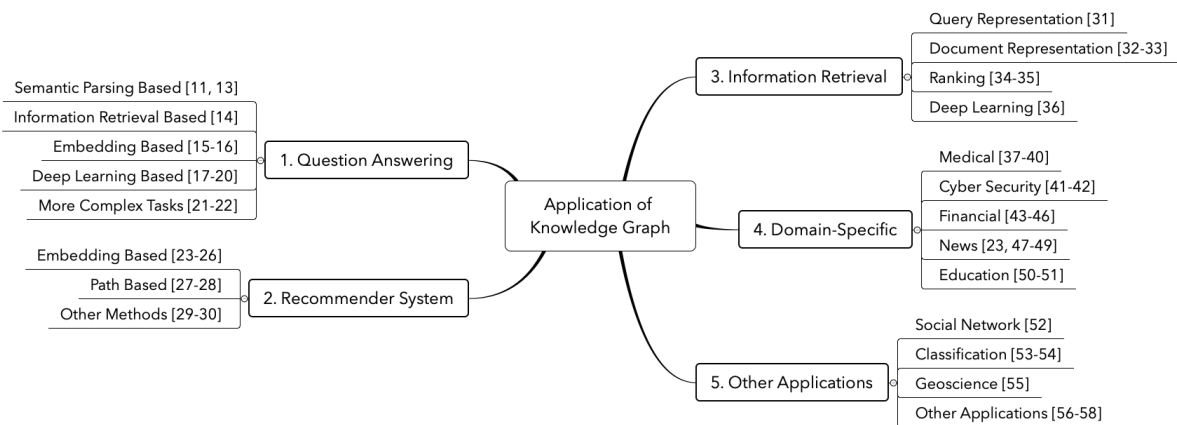 Application of
Knowledge Graph
1. Question Answering
Semantic Parsing Based [11, 13]
Information Retrieval Based [14]
Embedding Based [15-16]
Deep Learning Based [17-20]
More Complex Tasks [21-22]
2. Recommender System
Embedding Based [23-26]
Path Based [27-28]
Other Methods [29-30]
3. Information Retrieval
Query Representation [31]
Document Representation [32-33]
Ranking [34-35]
Deep Learning [36]
4. Domain-Specific
Medical [37-40]
Cyber Security [41-42]
Financial [43-46]
News [23, 47-49]
Education [50-51]
5. Other Applications
Social Network [52]
Classification [53-54]
Geoscience [55]
Other Applications [56-58]